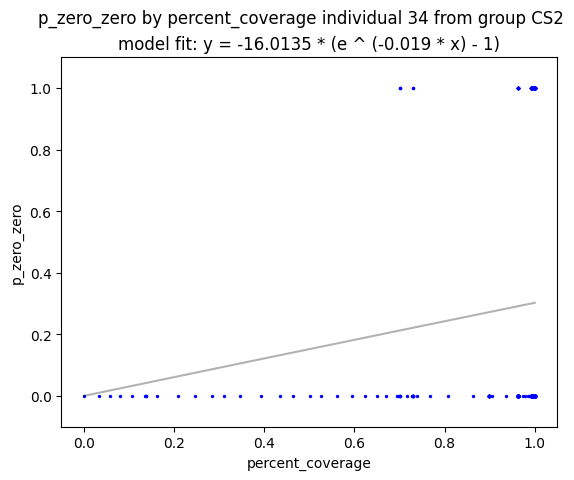 p_zero_zero by percent_coverage individual 34 from group CS2
model fit: y = -16.0135 * (e ^ (-0.019 * x) - 1)
1.0
0.8
0.6
0.4
0.2
0.0
p_zero_zero
0.0 0.2 0.4 0.6 0.8 1.0
percent_coverage